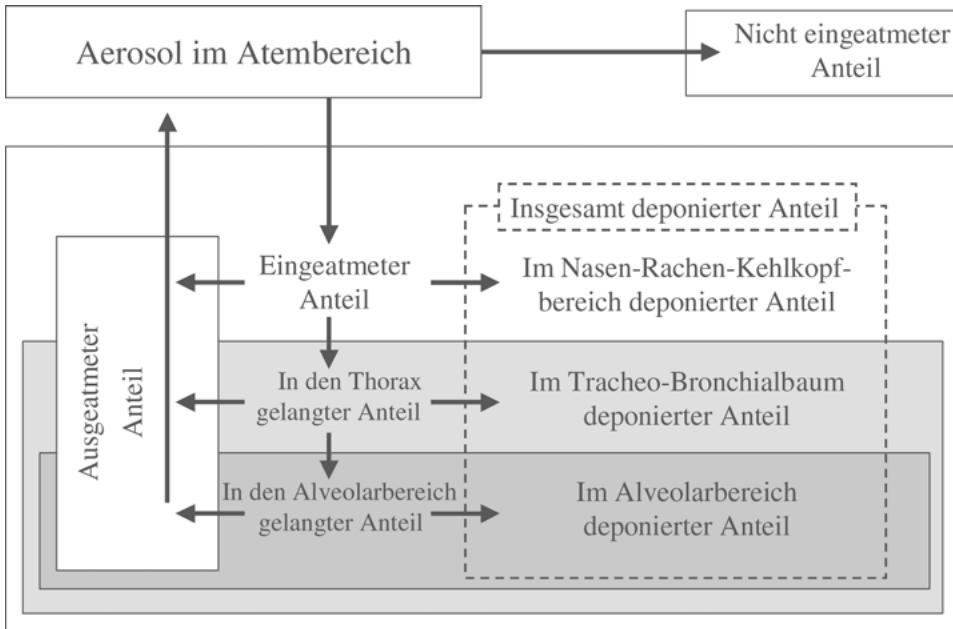 Aerosol im Atembereich
Nicht eingeatmeter
Anteil
Insgesamt deponierter Anteil
Eingeatmeter
Anteil
Im Nasen-Rachen-Kehlkopf-
bereich deponierter Anteil
Ausgeatmeter
Anteil
In den Thorax
gelangter Anteil
Im Tracheo-Bronchialbaum
deponierter Anteil
In den Alveolarbereich
gelangter Anteil
Im Alveolarbereich
deponierter Anteil